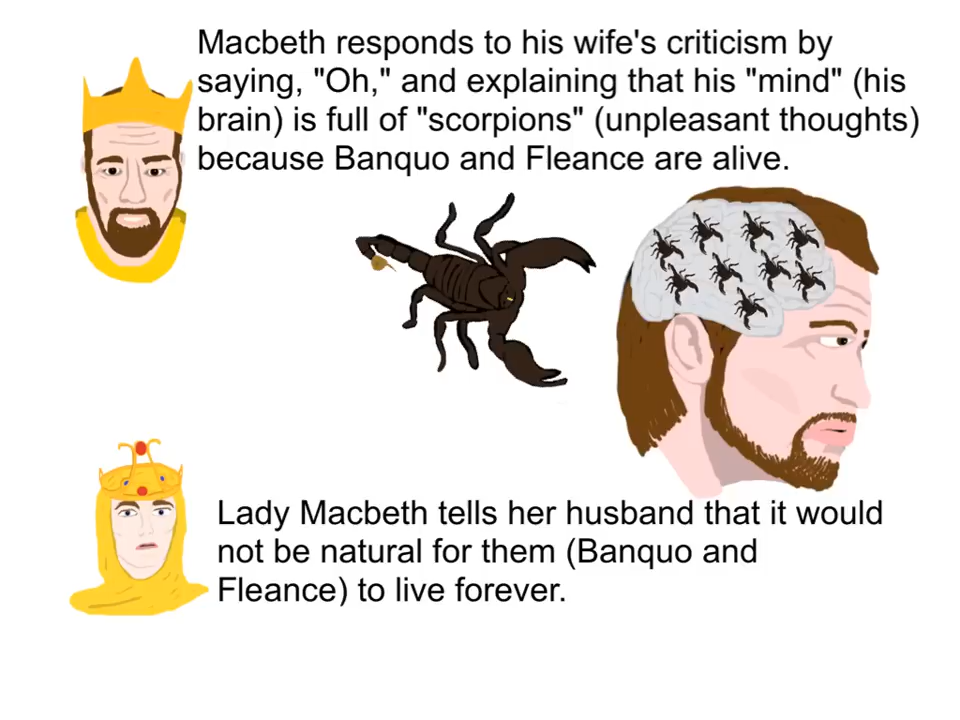 Macbeth responds to his wife's criticism by
saying, "Oh," and explaining that his "mind" (his
brain) is full of "scorpions" (unpleasant thoughts)
because Banquo and Fleance are alive.
Lady Macbeth tells her husband that it would
not be natural for them (Banquo and
Fleance) to live forever.